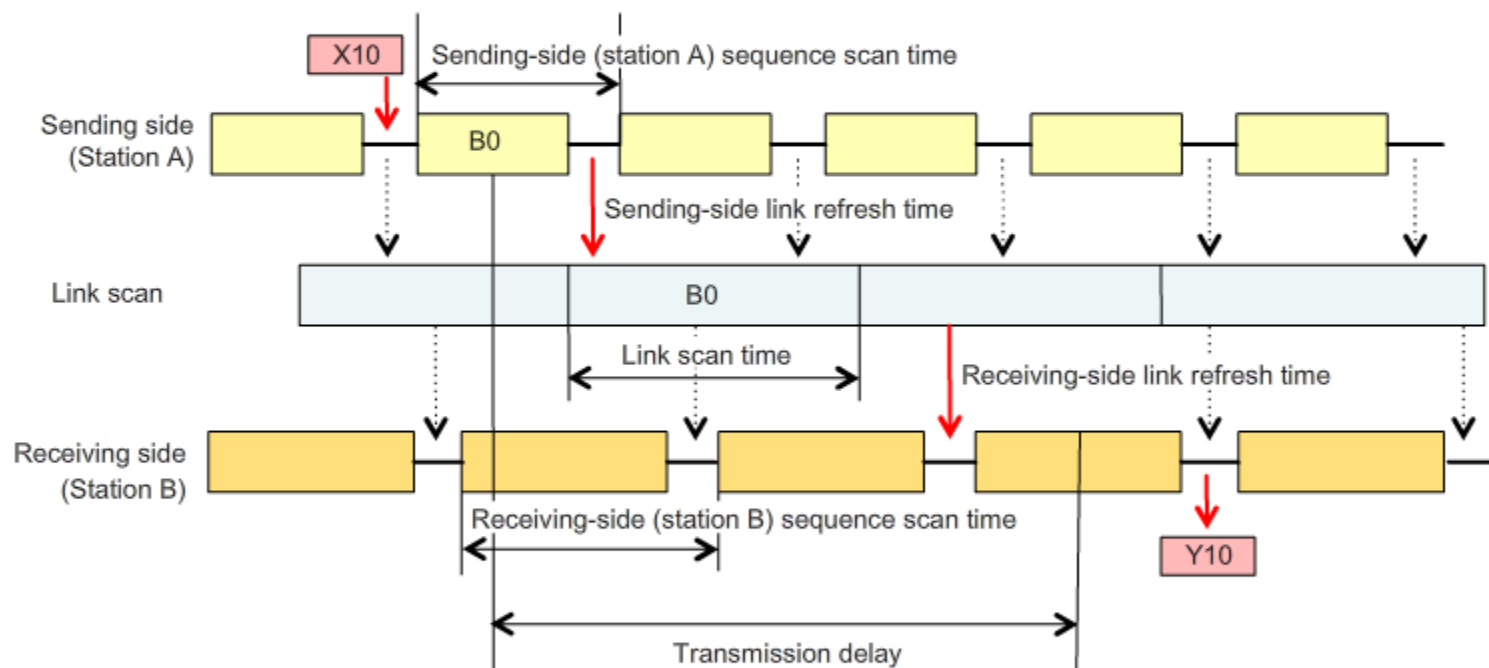 X10
Sending-side (station A) sequence scan time
Sending side
(Station A)
B0
Sending-side link refresh time
Link scan
B0
Link scan time
Receiving-side link refresh time
Receiving side
(Station B)
Receiving-side (station B) sequence scan time
Y10
Transmission delay